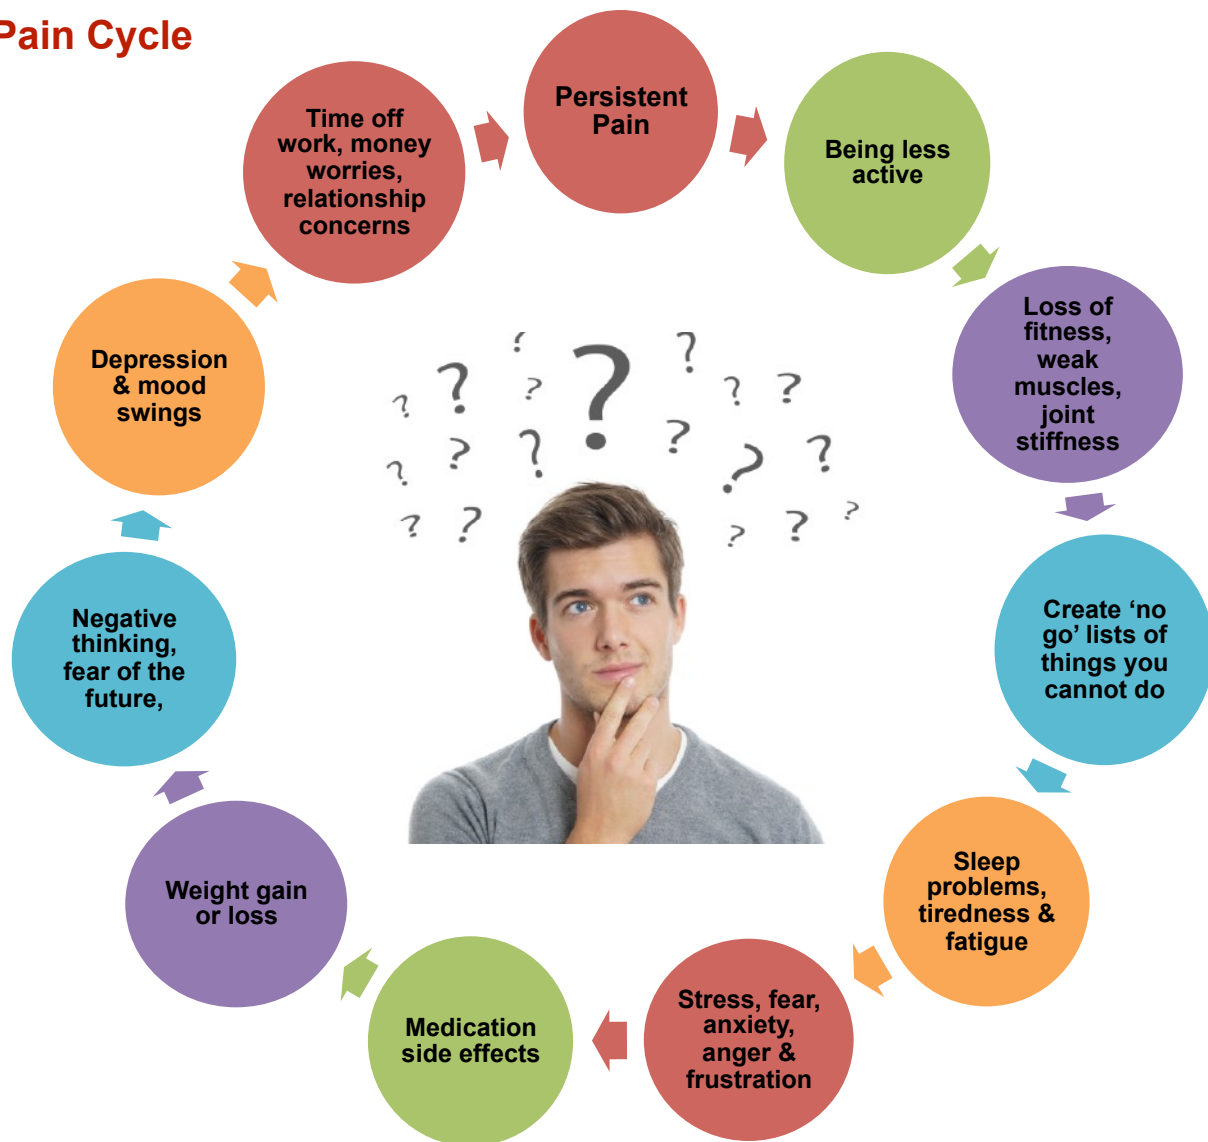 Pain Cycle
Persistent
Pain
Being less
active
Loss of
fitness,
weak
muscles,
joint
stiffness
Create ‘no
go’ lists of
things you
cannot do
Sleep
problems,
tiredness &
fatigue
Stress, fear,
anxiety,
anger &
frustration
Medication
side effects
Weight gain
or loss
Negative
thinking,
fear of the
future,
Depression
& mood
swings
Time off
work, money
worries,
relationship
concerns